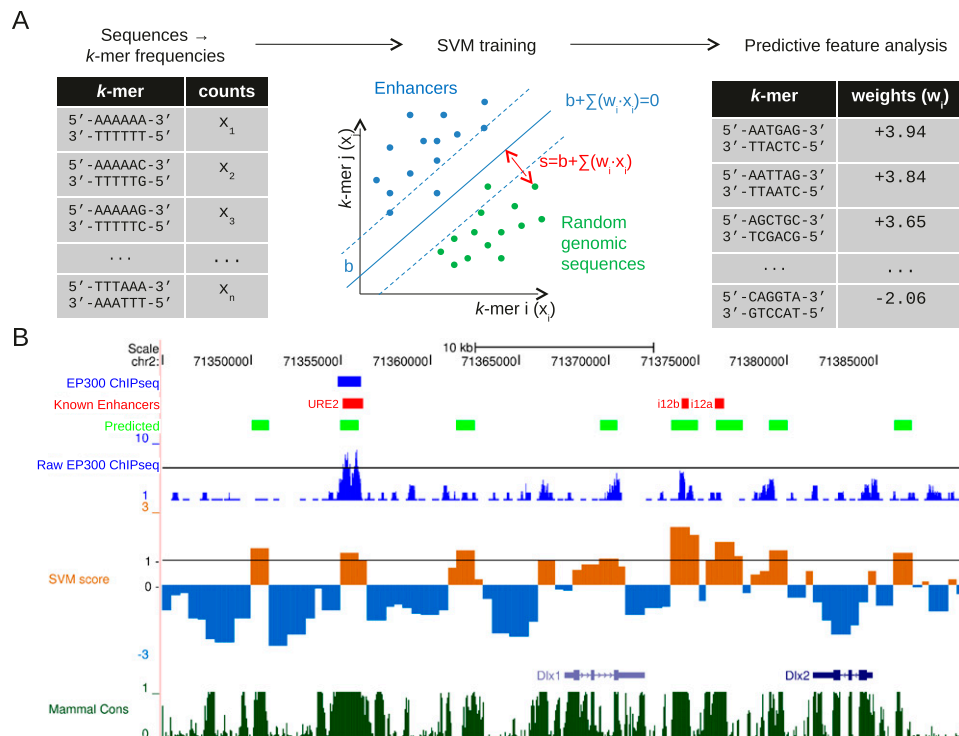 A
Sequences →
k-mer frequencies
SVM training
Predictive feature analysis
k-mer counts
5′-AAAAAA-3′
3′-TTTTTT-5′
x1
5′-AAAAAC-3′
3′-TTTTTG-5′
x2
5′-AAAAAG-3′
3′-TTTTTC-5′
x3
... ...
5′-TTTAAA-3′
3′-AAATTT-5′
xn
Enhancers
b+∑(wi·xi)=0
s=b+∑(wi·xi)
Random
genomic
sequences
b
k-mer j (xj)
k-mer i (xi)
k-mer weights (wi)
5′-AATGAG-3′
3′-TTACTC-5′
+3.94
5′-AATTAG-3′
3′-TTAATC-5′
+3.84
5′-AGCTGC-3′
3′-TCGACG-5′
+3.65
... ...
5′-CAGGTA-3′
3′-GTCCAT-5′
-2.06
B
Scale 10 kb
chr2: 71350000 71355000 71360000 71365000 71370000 71375000 71380000 71885000
EP300 ChIPseq
Known Enhancers URE2 i12b i12a
Predicted
10
Raw EP300 ChIPseq
1
3
1
SVM score
0
-3
Dlx1 Dlx2
1
Mammal Cons
0